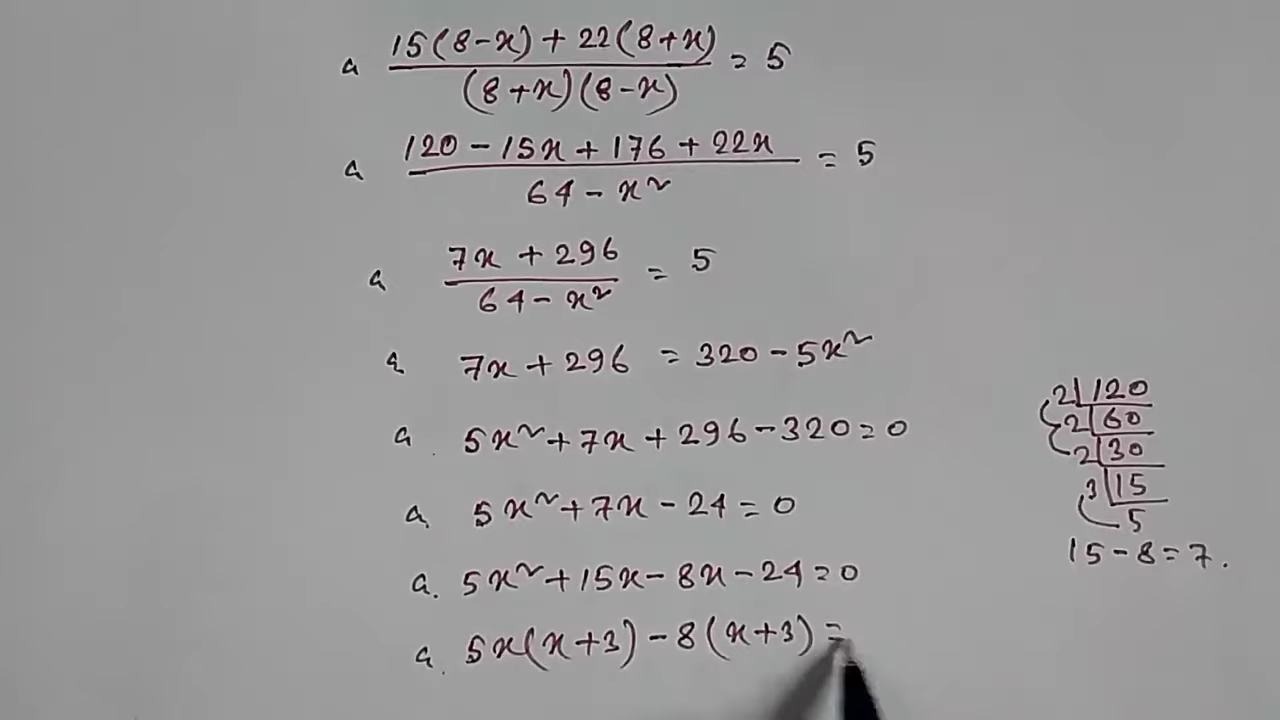 a 15(8-x) + 22(8+x) / (8+x)(8-x) = 5
a 120 - 15x + 176 + 22x / 64 - x² = 5
a 7x + 296 / 64 - x² = 5
a 7x + 296 = 320 - 5x²
a. 5x² + 7x + 296 - 320 = 0
a. 5x² + 7x - 24 = 0
a. 5x² + 15x - 8x - 24 = 0
a. 5x(x+3) - 8(x+3) =
2|120
2|60
2|30
3|15
5
15 - 8 = 7.